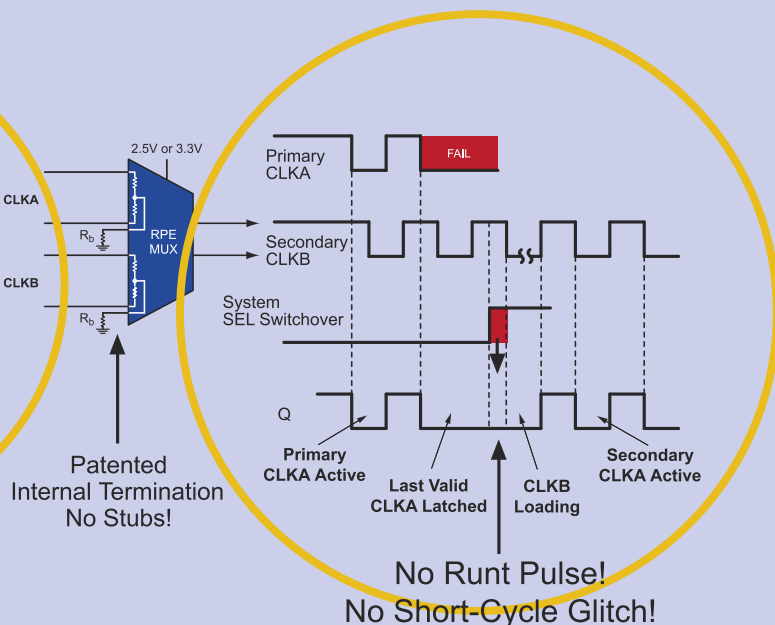 2.5V or 3.3V
CLKA
R_b
RPE
MUX
CLKB
R_b
Patented
Internal Termination
No Stubs!
Primary
CLKA
FAIL
Secondary
CLKB
System
SEL Switchover
Q
Primary
CLKA Active
Last Valid
CLKA Latched
CLKB
Loading
Secondary
CLKA Active
No Runt Pulse!
No Short-Cycle Glitch!